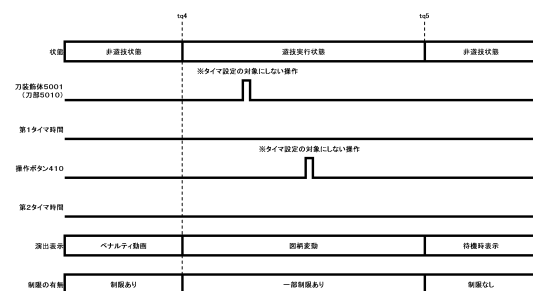 tq4
tq5
状態
非遊技状態
遊技実行状態
非遊技状態
※タイマ設定の対象にしない操作
刀装飾体5001
(刀部5010)
第1タイマ時間
※タイマ設定の対象にしない操作
操作ボタン410
第2タイマ時間
演出表示
ペナルティ動画
図柄変動
待機時表示
制限の有無
制限あり
一部制限あり
制限なし